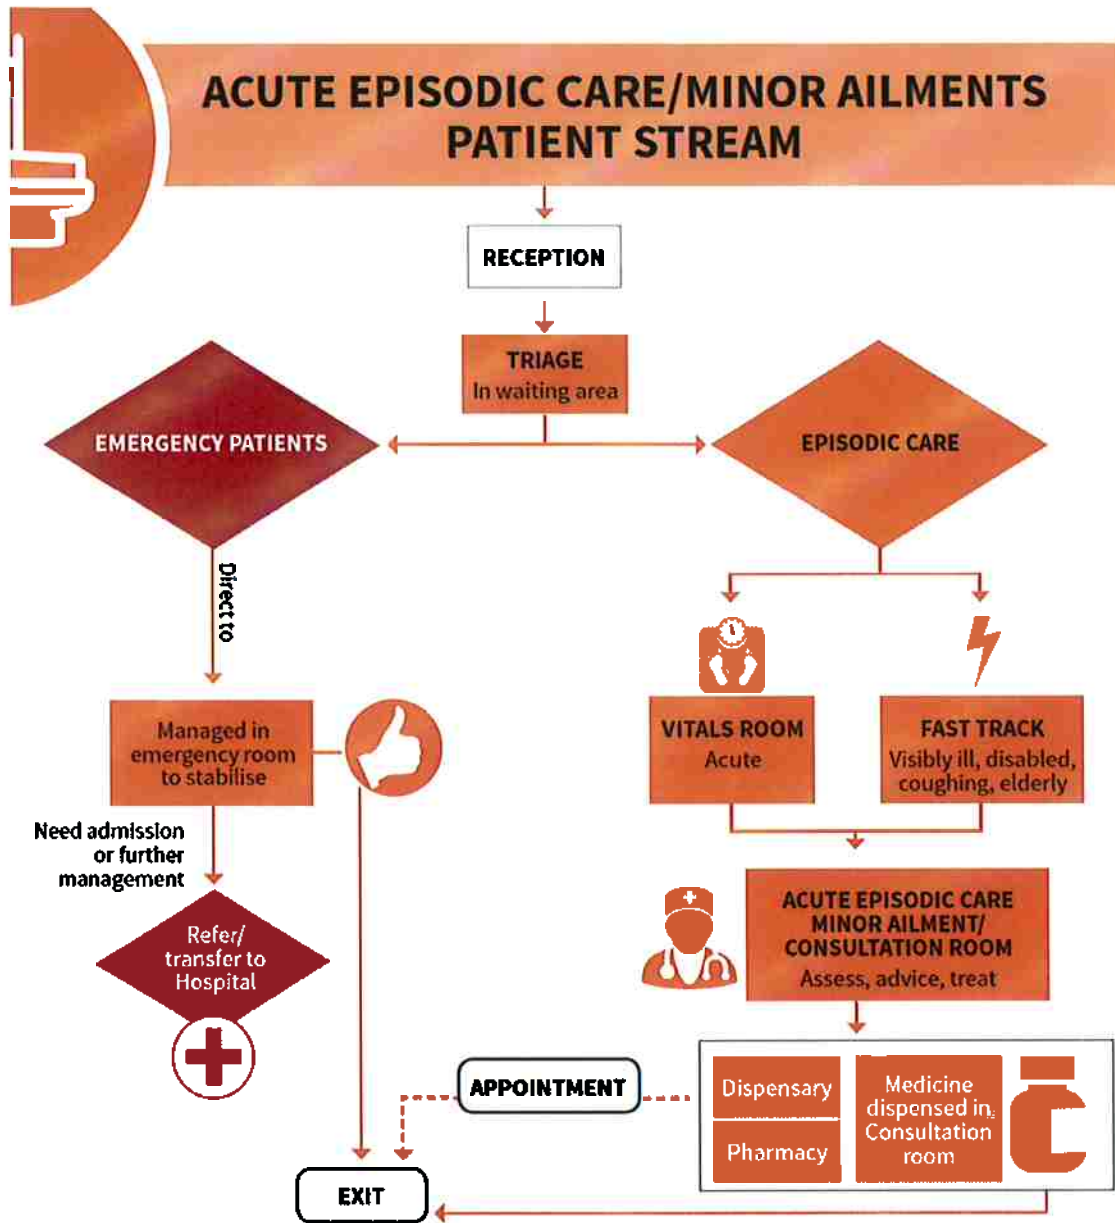 ACUTE EPISODIC CARE/MINOR AILMENTS
PATIENT STREAM
RECEPTION
TRIAGE
In waiting area
EMERGENCY PATIENTS
EPISODIC CARE
Direct to
Managed in
emergency room
to stabilise
VITALS ROOM
Acute
FAST TRACK
Visibly ill, disabled,
coughing, elderly
Need admission
or further
management
Refer/
transfer to
Hospital
ACUTE EPISODIC CARE
MINOR AILMENT/
CONSULTATION ROOM
Assess, advice, treat
APPOINTMENT
Dispensary
Pharmacy
Medicine
dispensed in
Consultation
room
EXIT